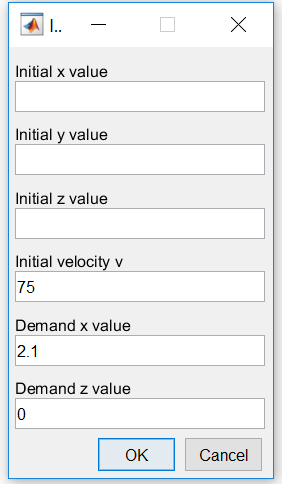 I..
Initial x value
Initial y value
Initial z value
Initial velocity v
75
Demand x value
2.1
Demand z value
0
OK Cancel